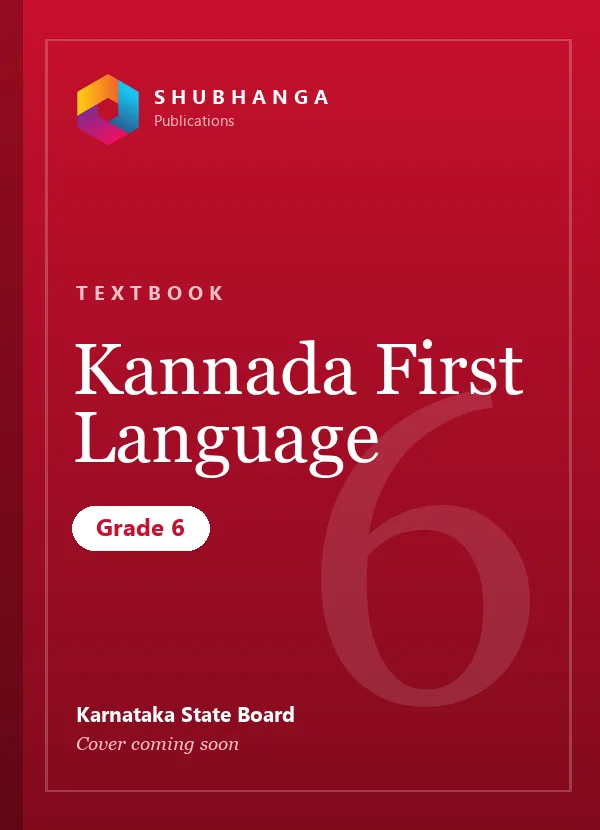 SHUBHANGA
Publications
TEXTBOOK
Kannada First
Language
Grade 6
6
Karnataka State Board
Cover coming soon